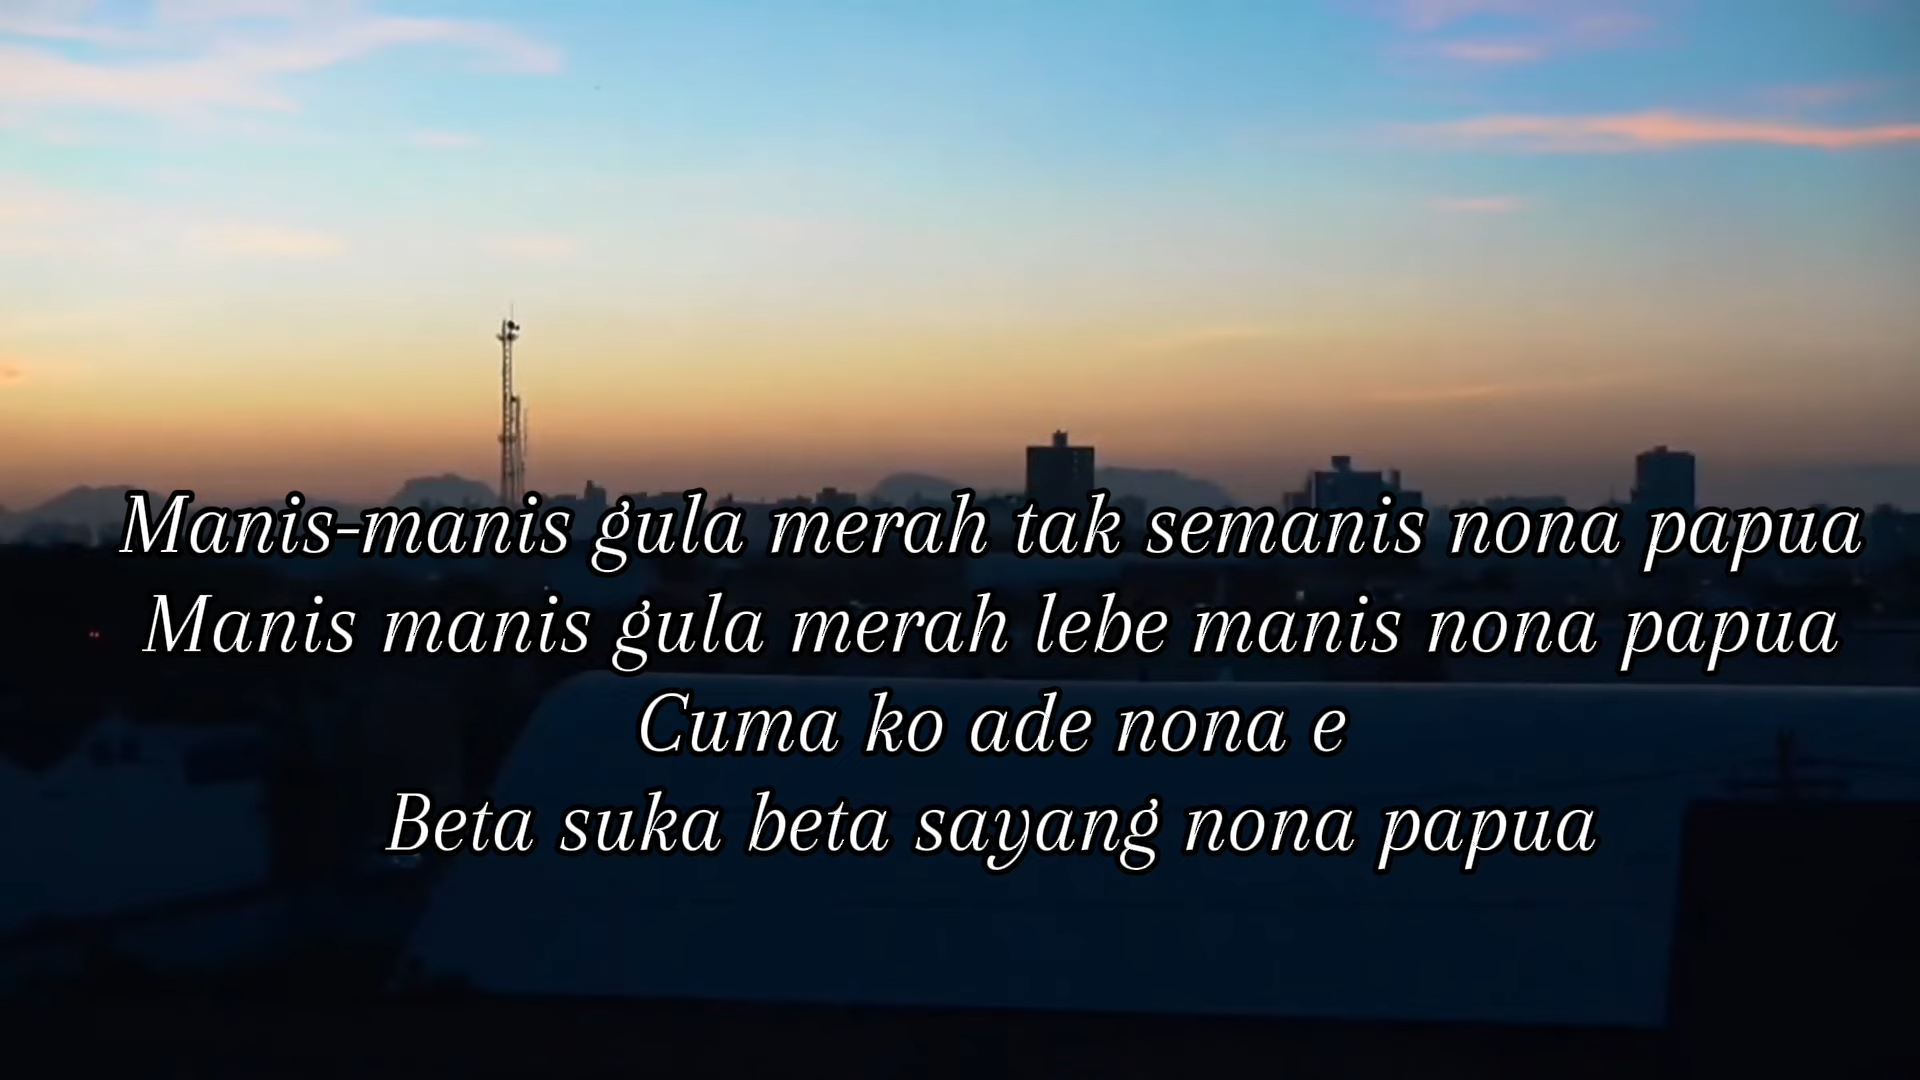 Manis-manis gula merah tak semanis nona papua
Manis manis gula merah lebe manis nona papua
Cuma ko ade nona e
Beta suka beta sayang nona papua